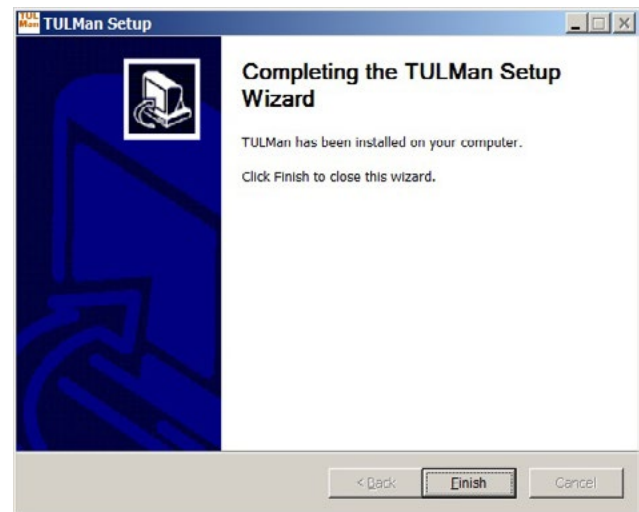 TUL
Man
TULMan Setup
Completing the TULMan Setup
Wizard
TULMan has been installed on your computer.
Click Finish to close this wizard.
< Back
Finish
Cancel